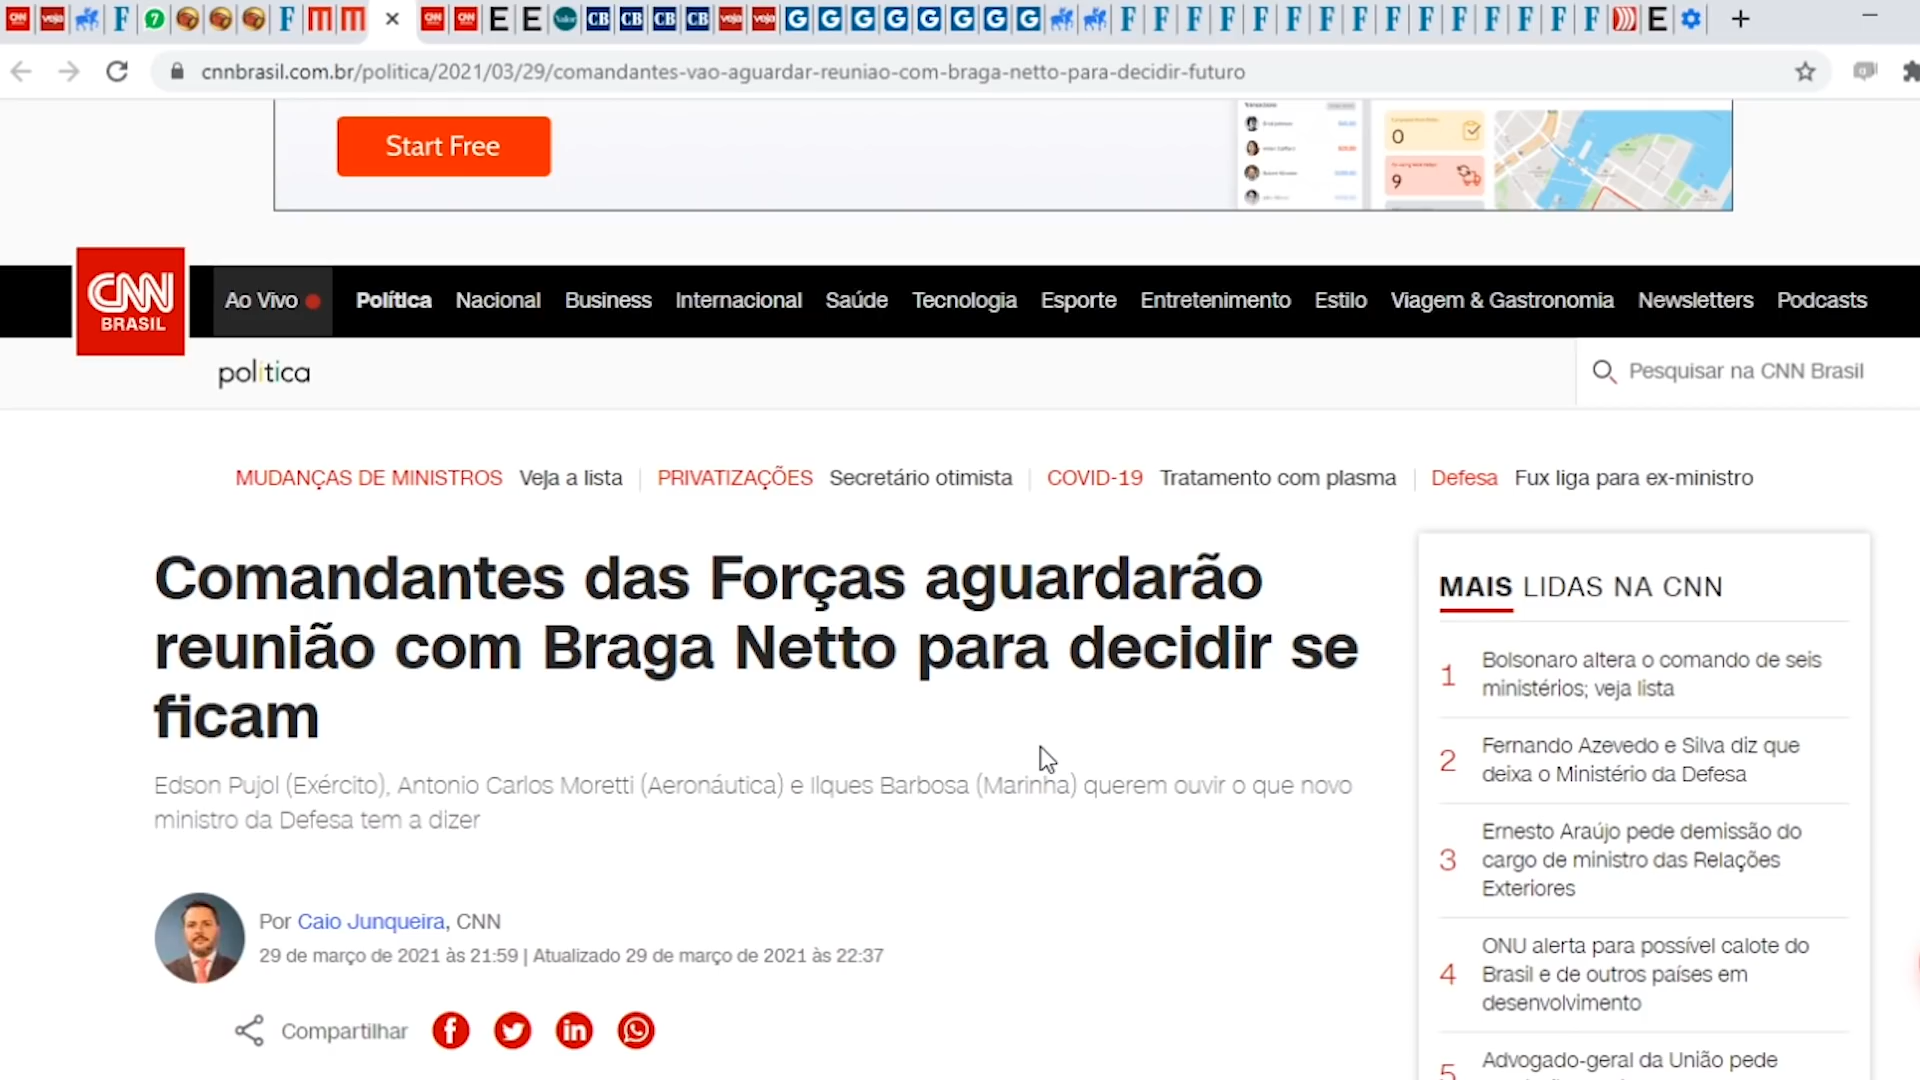 cnnbrasil.com.br/politica/2021/03/29/comandantes-vao-aguardar-reuniao-com-braga-netto-para-decidir-futuro
Start Free
0
9
CNN
BRASIL
Ao Vivo
Política
Nacional
Business
Internacional
Saúde
Tecnologia
Esporte
Entretenimento
Estilo
Viagem & Gastronomia
Newsletters
Podcasts
política
Pesquisar na CNN Brasil
MUDANÇAS DE MINISTROS Veja a lista
PRIVATIZAÇÕES Secretário otimista
COVID-19 Tratamento com plasma
Defesa Fux liga para ex-ministro
Comandantes das Forças aguardarão
reunião com Braga Netto para decidir se
ficam
Edson Pujol (Exército), Antonio Carlos Moretti (Aeronáutica) e Ilques Barbosa (Marinha) querem ouvir o que novo
ministro da Defesa tem a dizer
Por Caio Junqueira, CNN
29 de março de 2021 às 21:59 | Atualizado 29 de março de 2021 às 22:37
Compartilhar
MAIS LIDAS NA CNN
1
Bolsonaro altera o comando de seis
ministérios; veja lista
2
Fernando Azevedo e Silva diz que
deixa o Ministério da Defesa
3
Ernesto Araújo pede demissão do
cargo de ministro das Relações
Exteriores
4
ONU alerta para possível calote do
Brasil e de outros países em
desenvolvimento
5
Advogado-geral da União pede